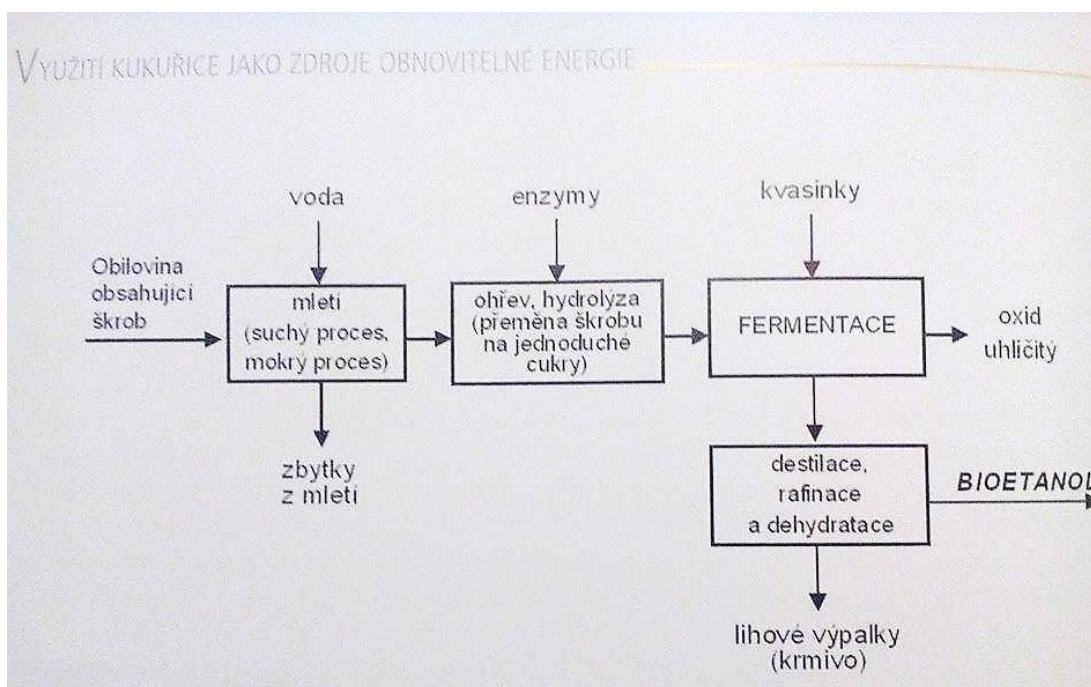 VYUŽITÍ KUKUŘICE JAKO ZDROJE OBNOVITELNÉ ENERGIE
voda
enzymy
kvasinky
Obilovina
obsahující
škrob
mletí
(suchý proces,
mokrý proces)
ohřev, hydrolýza
(přeměna škrobu
na jednoduché
cukry)
FERMENTACE
oxid
uhličitý
zbytky
z mletí
destilace,
rafinace
a dehydratace
BIOETANOL
lihové výpalky
(krmivo)